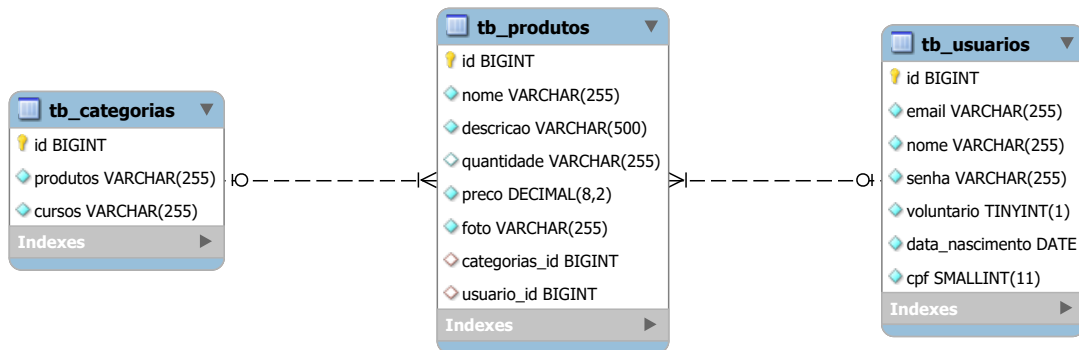 tb_categorias
id BIGINT
produtos VARCHAR(255)
cursos VARCHAR(255)
Indexes
tb_produtos
id BIGINT
nome VARCHAR(255)
descricao VARCHAR(500)
quantidade VARCHAR(255)
preco DECIMAL(8,2)
foto VARCHAR(255)
categorias_id BIGINT
usuario_id BIGINT
Indexes
tb_usuarios
id BIGINT
email VARCHAR(255)
nome VARCHAR(255)
senha VARCHAR(255)
voluntario TINYINT(1)
data_nascimento DATE
cpf SMALLINT(11)
Indexes